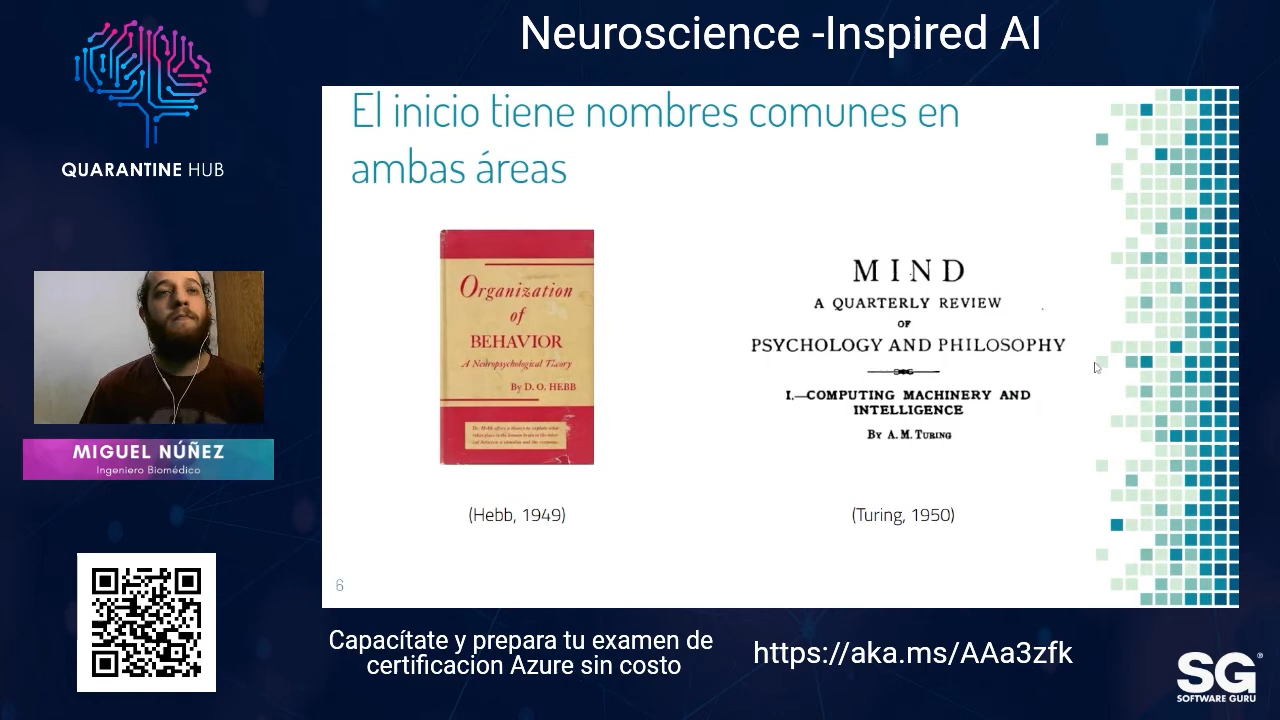 Neuroscience -Inspired AI
QUARANTINE HUB
El inicio tiene nombres comunes en
ambas áreas
Organization
of
BEHAVIOR
A Neuropsychological Theory
By D. O. HEBB
MIND
A QUARTERLY REVIEW
OF
PSYCHOLOGY AND PHILOSOPHY
I.—COMPUTING MACHINERY AND
INTELLIGENCE
By A. M. TURING
(Hebb, 1949)
(Turing, 1950)
6
MIGUEL NÚÑEZ
Ingeniero Biomédico
Capacítate y prepara tu examen de
certificacion Azure sin costo
https://aka.ms/AAa3zfk
SG
®
SOFTWARE GURU